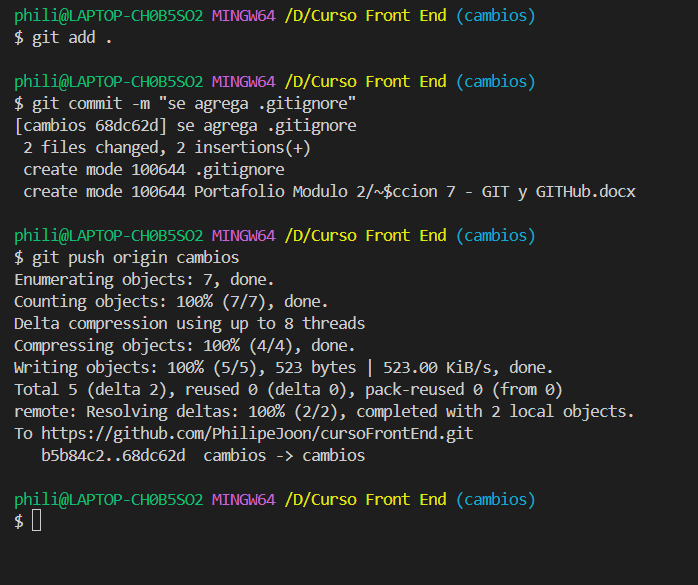 phili@LAPTOP-CH0B5SO2 MINGW64 /D/Curso Front End (cambios)
$ git add .
phili@LAPTOP-CH0B5SO2 MINGW64 /D/Curso Front End (cambios)
$ git commit -m "se agrega .gitignore"
[cambios 68dc62d] se agrega .gitignore
 2 files changed, 2 insertions(+)
 create mode 100644 .gitignore
 create mode 100644 Portafolio Modulo 2/~$ccion 7 - GIT y GITHub.docx
phili@LAPTOP-CH0B5SO2 MINGW64 /D/Curso Front End (cambios)
$ git push origin cambios
Enumerating objects: 7, done.
Counting objects: 100% (7/7), done.
Delta compression using up to 8 threads
Compressing objects: 100% (4/4), done.
Writing objects: 100% (5/5), 523 bytes | 523.00 KiB/s, done.
Total 5 (delta 2), reused 0 (delta 0), pack-reused 0 (from 0)
remote: Resolving deltas: 100% (2/2), completed with 2 local objects.
To https://github.com/PhilipeJoon/cursoFrontEnd.git
   b5b84c2..68dc62d  cambios -> cambios
phili@LAPTOP-CH0B5SO2 MINGW64 /D/Curso Front End (cambios)
$